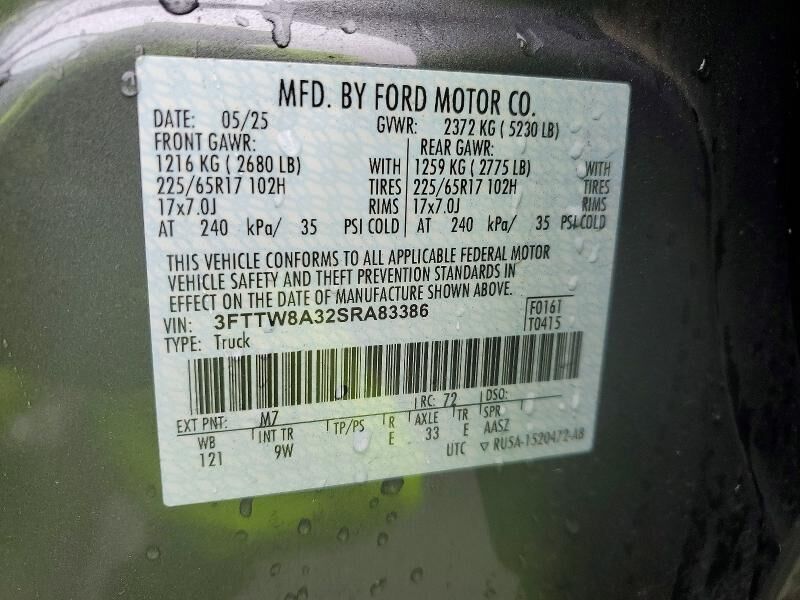 MFD. BY FORD MOTOR CO.
DATE: 05/25 GVWR: 2372 KG ( 5230 LB)
FRONT GAWR: REAR GAWR:
1216 KG ( 2680 LB) WITH 1259 KG ( 2775 LB) WITH
225/65R17 102H TIRES 225/65R17 102H TIRES
17x7.0J RIMS 17x7.0J RIMS
AT 240 kPa/ 35 PSI COLD AT 240 kPa/ 35 PSI COLD
THIS VEHICLE CONFORMS TO ALL APPLICABLE FEDERAL MOTOR
VEHICLE SAFETY AND THEFT PREVENTION STANDARDS IN
EFFECT ON THE DATE OF MANUFACTURE SHOWN ABOVE.
VIN: 3FTTW8A32SRA83386 F0161
TYPE: Truck T0415
EXT PNT: M7 RC: 72 DSO:
WB INT TR TP/PS R AXLE TR SPR
121 9W E 33 E AASZ
UTC ▽ RU5A-1520472-AB